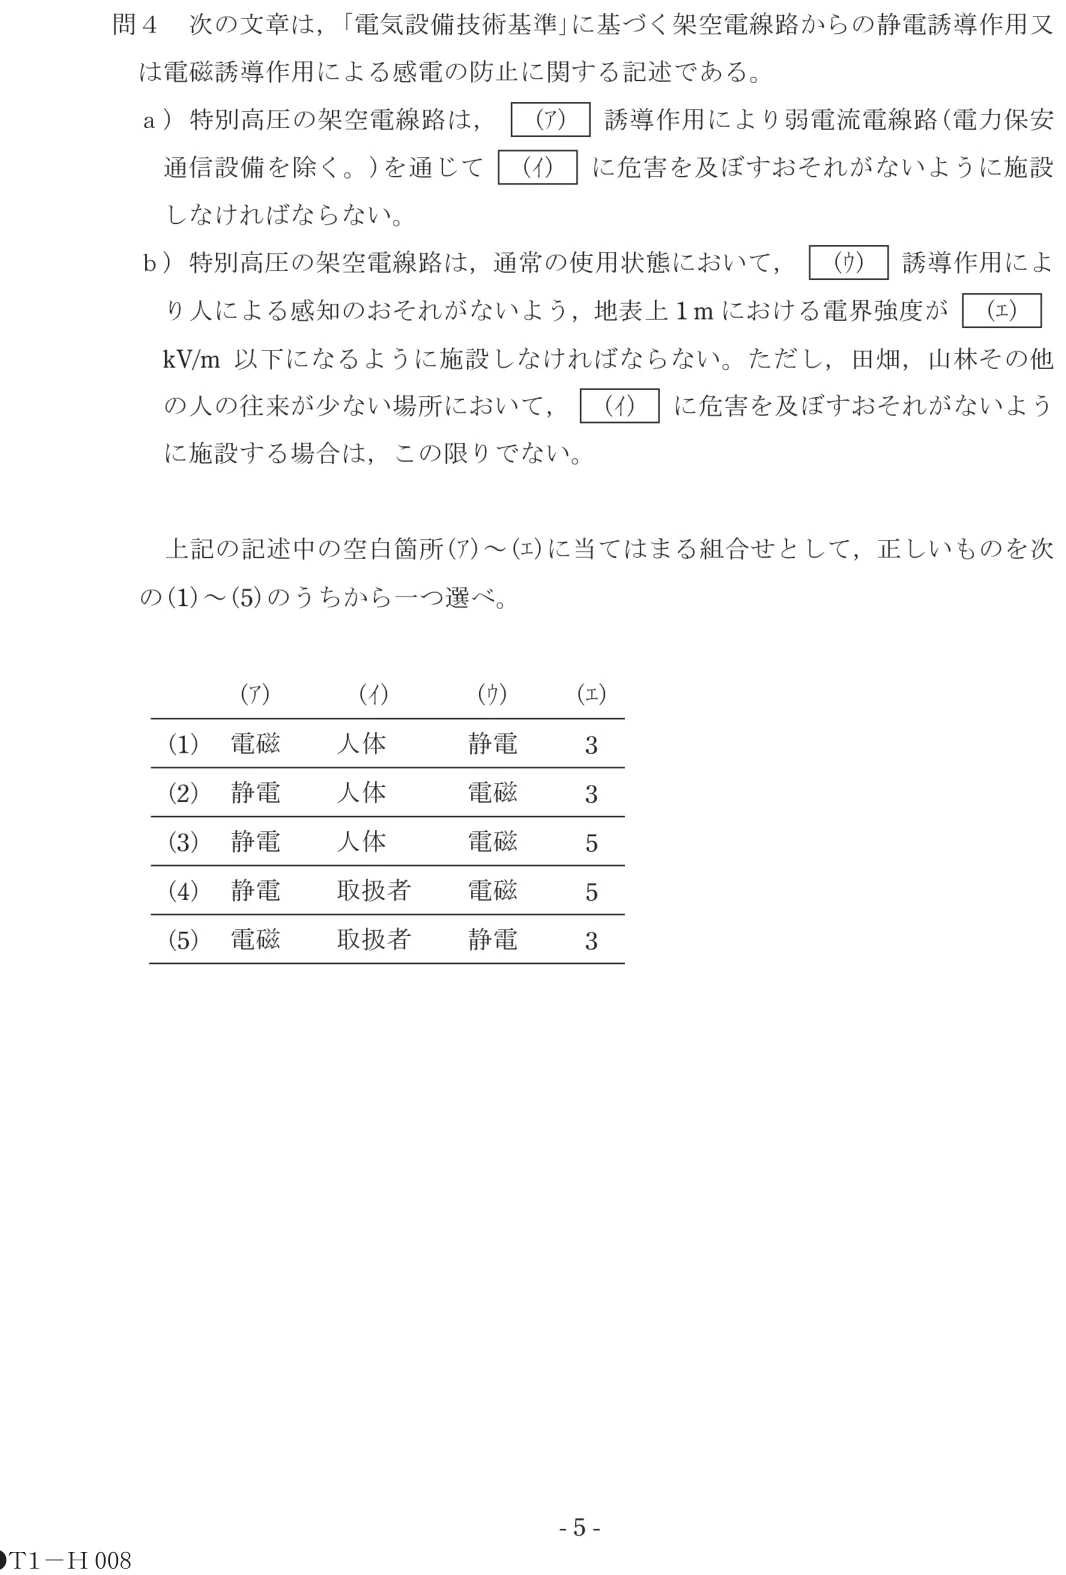 問４　次の文章は，「電気設備技術基準」に基づく架空電線路からの静電誘導作用又
は電磁誘導作用による感電の防止に関する記述である。
a）特別高圧の架空電線路は，　(ア)　誘導作用により弱電流電線路(電力保安
通信設備を除く。)を通じて　(イ)　に危害を及ぼすおそれがないように施設
しなければならない。
b）特別高圧の架空電線路は，通常の使用状態において，　(ウ)　誘導作用によ
り人による感知のおそれがないよう，地表上１m における電界強度が　(エ)
kV/m 以下になるように施設しなければならない。ただし，田畑，山林その他
の人の往来が少ない場所において，　(イ)　に危害を及ぼすおそれがないよう
に施設する場合は，この限りでない。
上記の記述中の空白箇所(ア)～(エ)に当てはまる組合せとして，正しいものを次
の(1)～(5)のうちから一つ選べ。
(ア)　(イ)　(ウ)　(エ)
(1)　電磁　人体　静電　3
(2)　静電　人体　電磁　3
(3)　静電　人体　電磁　5
(4)　静電　取扱者　電磁　5
(5)　電磁　取扱者　静電　3
- 5 -
●T1－H 008